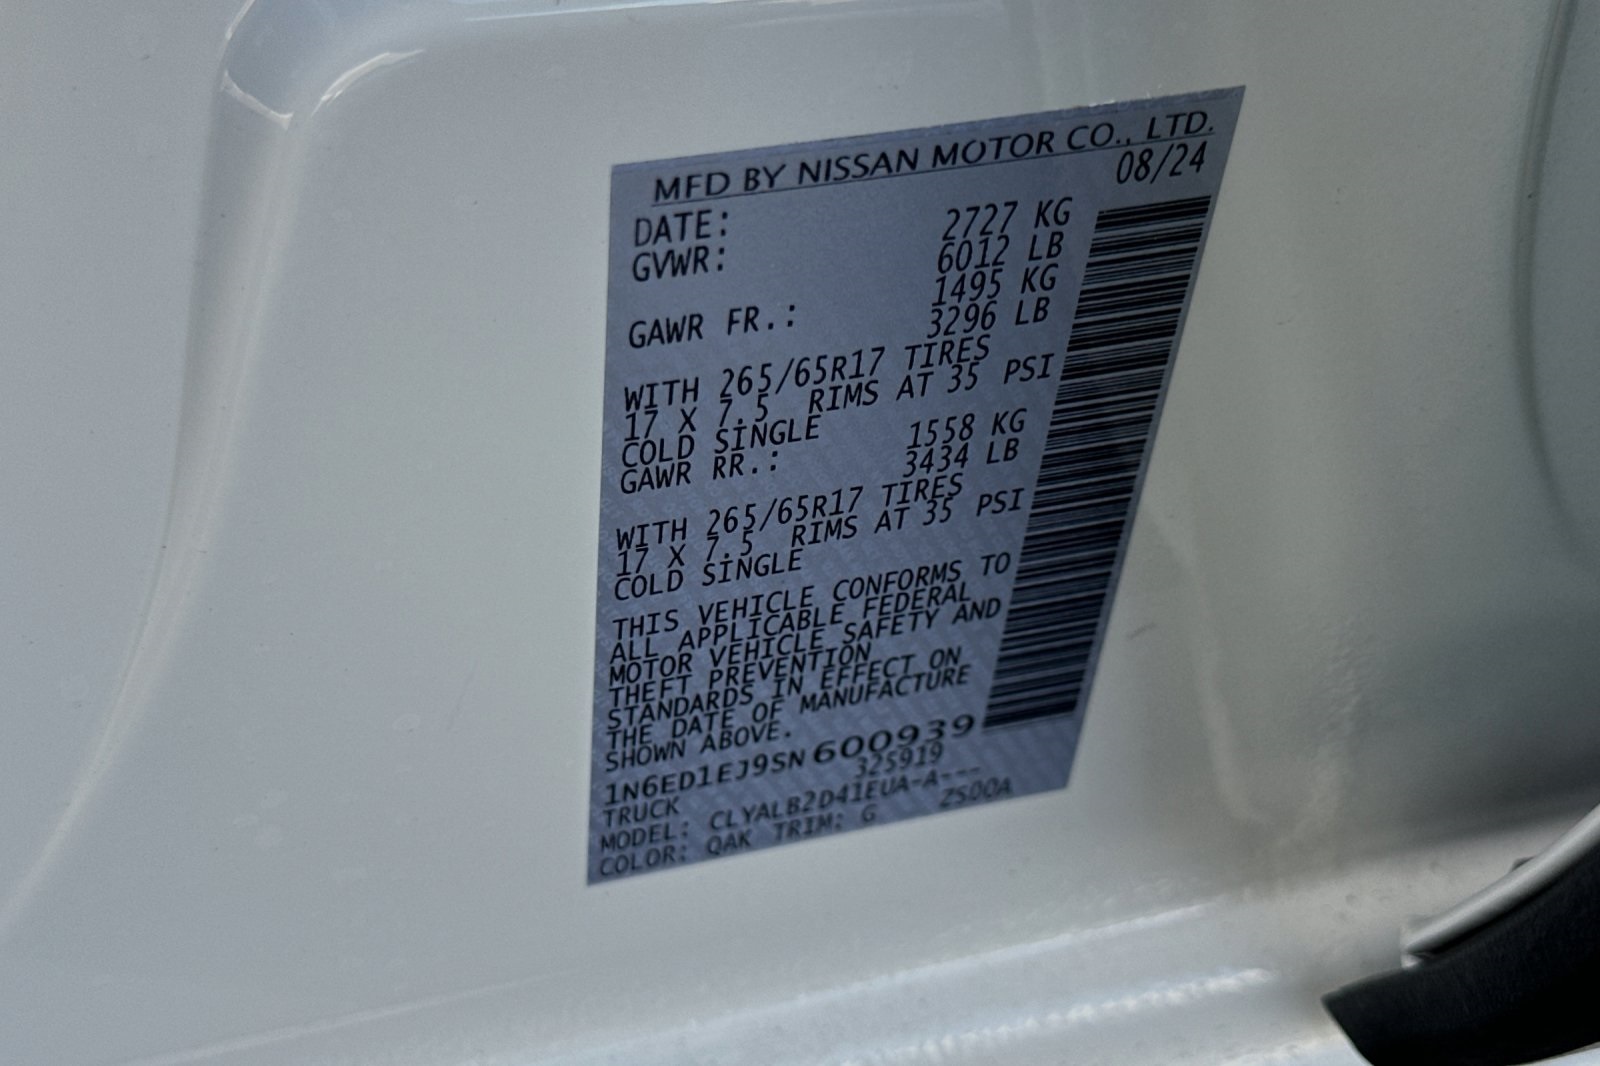 MFD BY NISSAN MOTOR CO., LTD.
DATE: 08/24
GVWR: 2727 KG
6012 LB
GAWR FR.: 1495 KG
3296 LB
WITH 265/65R17 TIRES
17 X 7.5 RIMS AT 35 PSI
COLD SINGLE
GAWR RR.: 1558 KG
3434 LB
WITH 265/65R17 TIRES
17 X 7.5 RIMS AT 35 PSI
COLD SINGLE
THIS VEHICLE CONFORMS TO
ALL APPLICABLE FEDERAL
MOTOR VEHICLE SAFETY AND
THEFT PREVENTION
STANDARDS IN EFFECT ON
THE DATE OF MANUFACTURE
SHOWN ABOVE.
1N6ED1EJ9SN600939
TRUCK 325919
MODEL: CLYALB2D41EUA-A---
COLOR: QAK TRIM: G Z500A